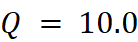 Q = 10.0